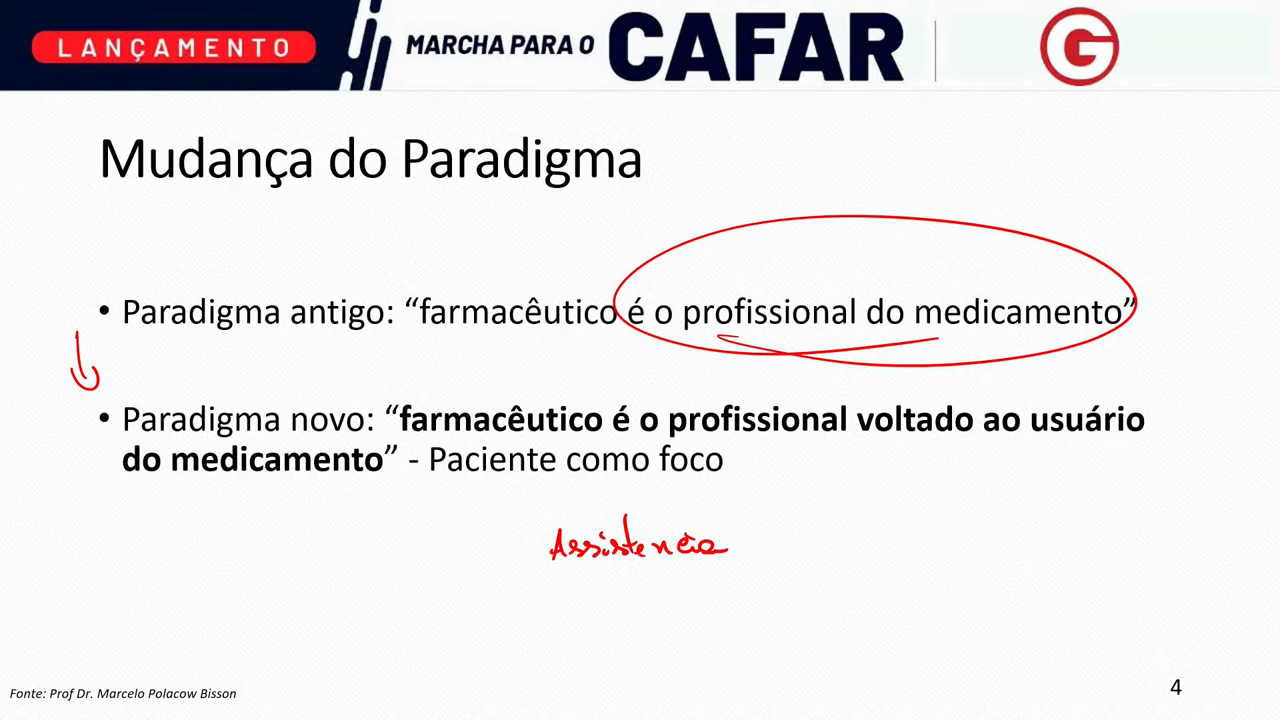 LANÇAMENTO
MARCHA PARA O CAFAR
G
Mudança do Paradigma
• Paradigma antigo: “farmacêutico é o profissional do medicamento”
• Paradigma novo: “farmacêutico é o profissional voltado ao usuário
do medicamento” - Paciente como foco
Assistencia
Fonte: Prof Dr. Marcelo Polacow Bisson
4